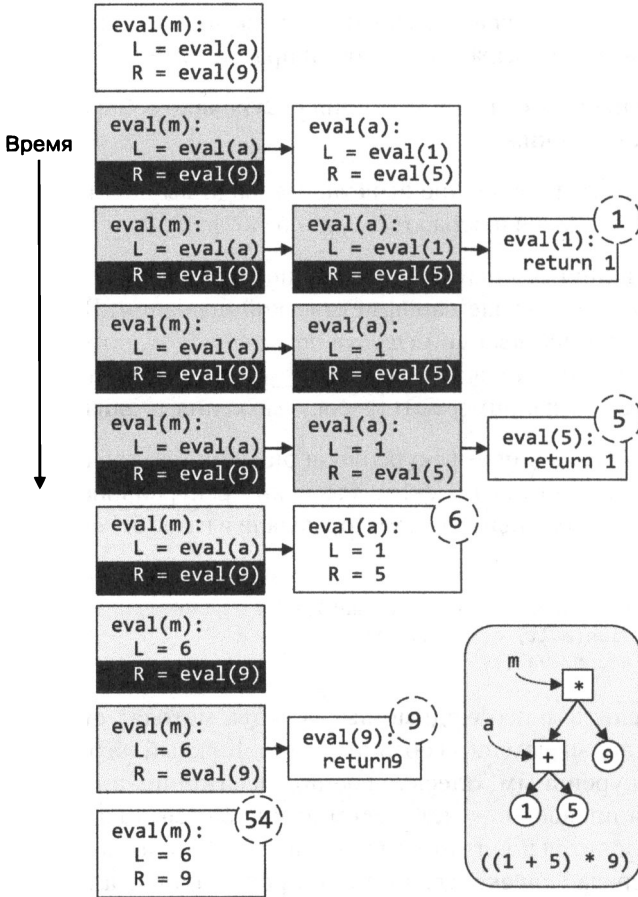 eval(m):
L = eval(a)
R = eval(9)
Время
eval(m):
L = eval(a)
R = eval(9)
eval(a):
L = eval(1)
R = eval(5)
eval(m):
L = eval(a)
R = eval(9)
eval(a):
L = eval(1)
R = eval(5)
eval(1):
return 1
1
eval(m):
L = eval(a)
R = eval(9)
eval(a):
L = 1
R = eval(5)
eval(m):
L = eval(a)
R = eval(9)
eval(a):
L = 1
R = eval(5)
eval(5):
return 1
5
eval(m):
L = eval(a)
R = eval(9)
eval(a):
L = 1
R = 5
6
eval(m):
L = 6
R = eval(9)
eval(m):
L = 6
R = eval(9)
eval(9):
return9
9
eval(m):
L = 6
R = 9
54
m
*
a
+
9
1
5
((1 + 5) * 9)